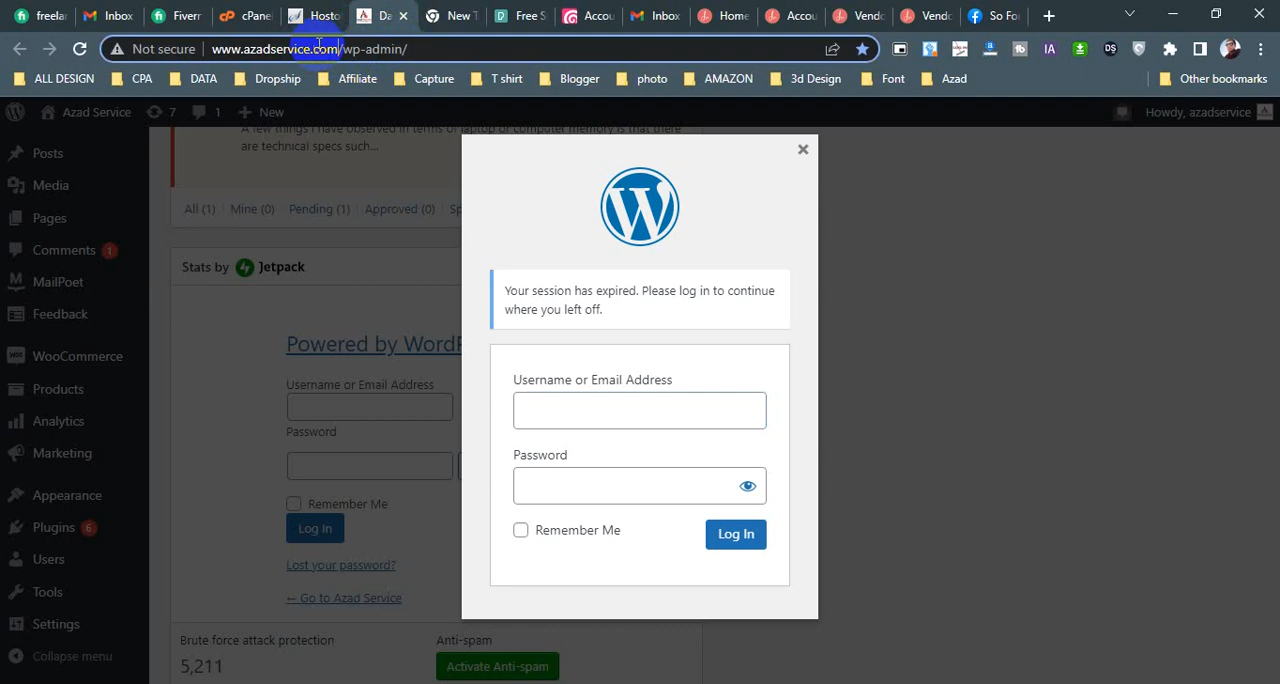 freelar
Inbox
Fiverr
cPane
Hosto
Da
New T
Free S
Accou
Inbox
Home
Accou
Vendo
Vendo
So Fo
Not secure
www.azadservice.com/wp-admin/
ALL DESIGN
CPA
DATA
Dropship
Affiliate
Capture
T shirt
Blogger
photo
AMAZON
3d Design
Font
Azad
Other bookmarks
Azad Service
7
1
New
Howdy, azadservice
A few things I have observed in terms of laptop or computer memory is that there
are technical specs such...
All (1)
Mine (0)
Pending (1)
Approved (0)
Sp
Stats by Jetpack
Powered by WordP
Username or Email Address
Password
Remember Me
Log In
Lost your password?
← Go to Azad Service
Brute force attack protection
5,211
Anti-spam
Activate Anti-spam
Posts
Media
Pages
Comments 1
MailPoet
Feedback
WooCommerce
Products
Analytics
Marketing
Appearance
Plugins 6
Users
Tools
Settings
Collapse menu
Your session has expired. Please log in to continue
where you left off.
Username or Email Address
Password
Remember Me
Log In